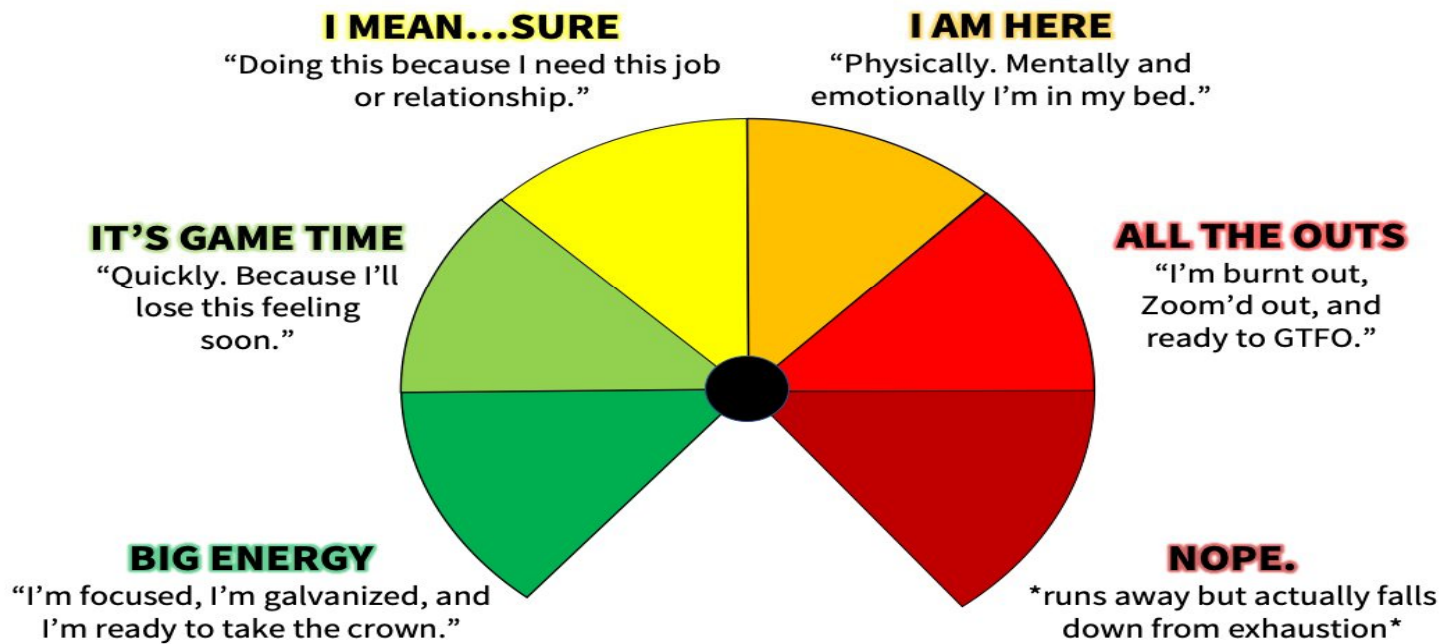 I MEAN...SURE
“Doing this because I need this job
or relationship.”
I AM HERE
“Physically. Mentally and
emotionally I’m in my bed.”
IT’S GAME TIME
“Quickly. Because I’ll
lose this feeling
soon.”
ALL THE OUTS
“I’m burnt out,
Zoom’d out, and
ready to GTFO.”
BIG ENERGY
“I’m focused, I’m galvanized, and
I’m ready to take the crown.”
NOPE.
*runs away but actually falls
down from exhaustion*